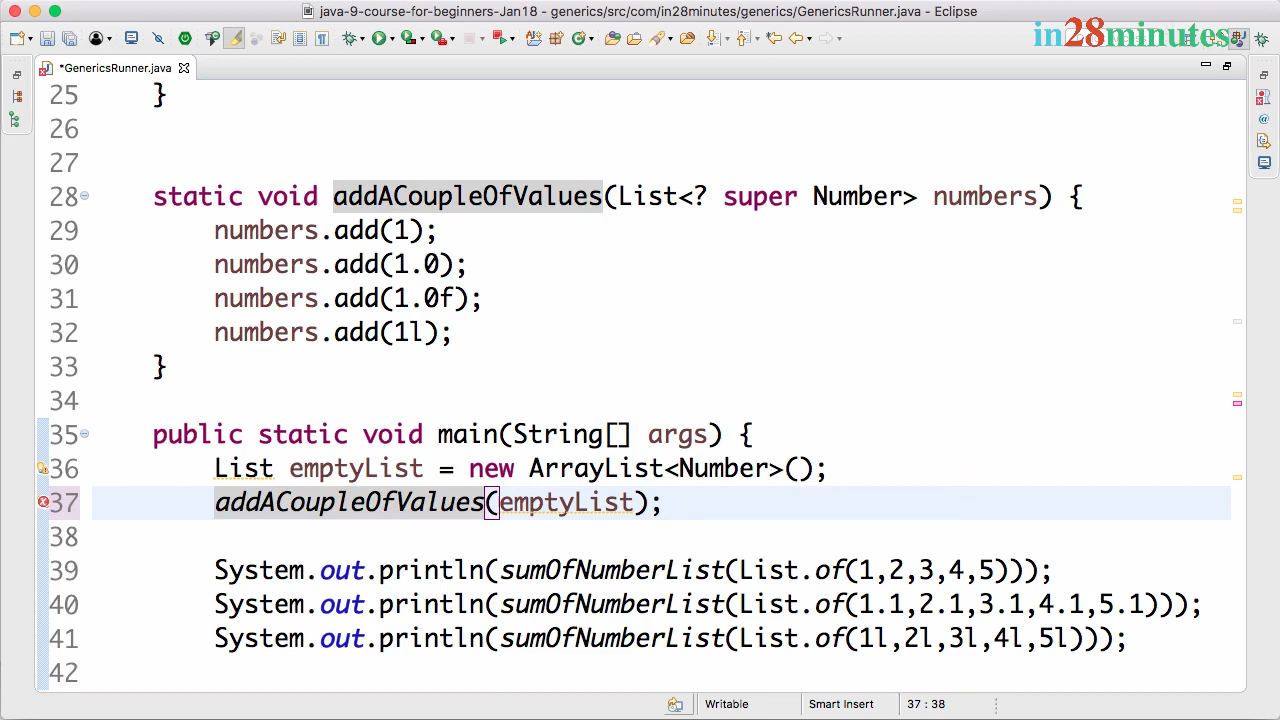 java-9-course-for-beginners-Jan18 - generics/src/com/in28minutes/generics/GenericsRunner.java - Eclipse
in28minutes
*GenericsRunner.java
25 }
26
27
28 static void addACoupleOfValues(List<? super Number> numbers) {
29 numbers.add(1);
30 numbers.add(1.0);
31 numbers.add(1.0f);
32 numbers.add(1l);
33 }
34
35 public static void main(String[] args) {
36 List emptyList = new ArrayList<Number>();
37 addACoupleOfValues(emptyList);
38
39 System.out.println(sumOfNumberList(List.of(1,2,3,4,5)));
40 System.out.println(sumOfNumberList(List.of(1.1,2.1,3.1,4.1,5.1)));
41 System.out.println(sumOfNumberList(List.of(1l,2l,3l,4l,5l)));
42
Writable Smart Insert 37 : 38